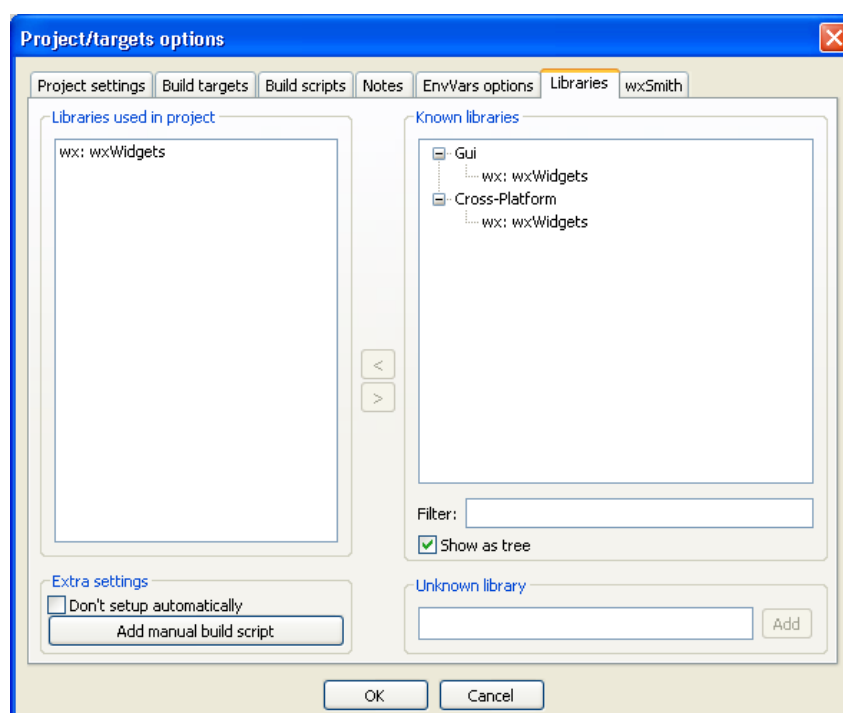 Project/targets options
Project settings Build targets Build scripts Notes EnvVars options Libraries wxSmith
Libraries used in project
wx: wxWidgets
Known libraries
Gui
wx: wxWidgets
Cross-Platform
wx: wxWidgets
<
>
Filter:
Show as tree
Extra settings
Don't setup automatically
Add manual build script
Unknown library
Add
OK Cancel